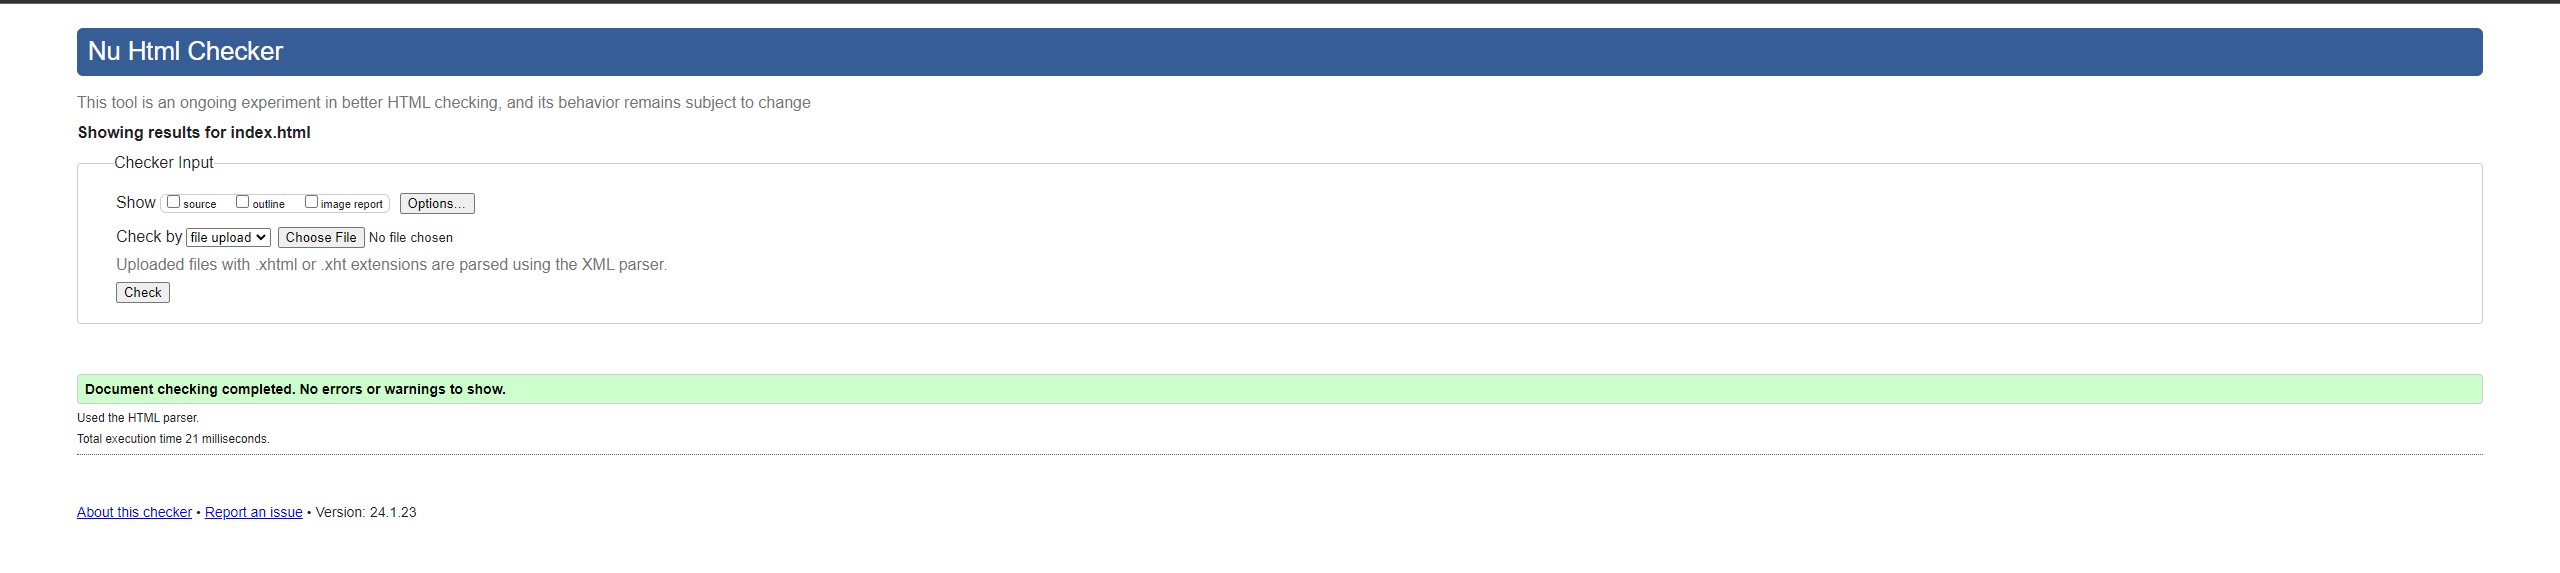 Nu Html Checker
This tool is an ongoing experiment in better HTML checking, and its behavior remains subject to change
Showing results for index.html
Checker Input
Show source outline image report Options...
Check by file upload Choose File No file chosen
Uploaded files with .xhtml or .xht extensions are parsed using the XML parser.
Check
Document checking completed. No errors or warnings to show.
Used the HTML parser.
Total execution time 21 milliseconds.
About this checker • Report an issue • Version: 24.1.23